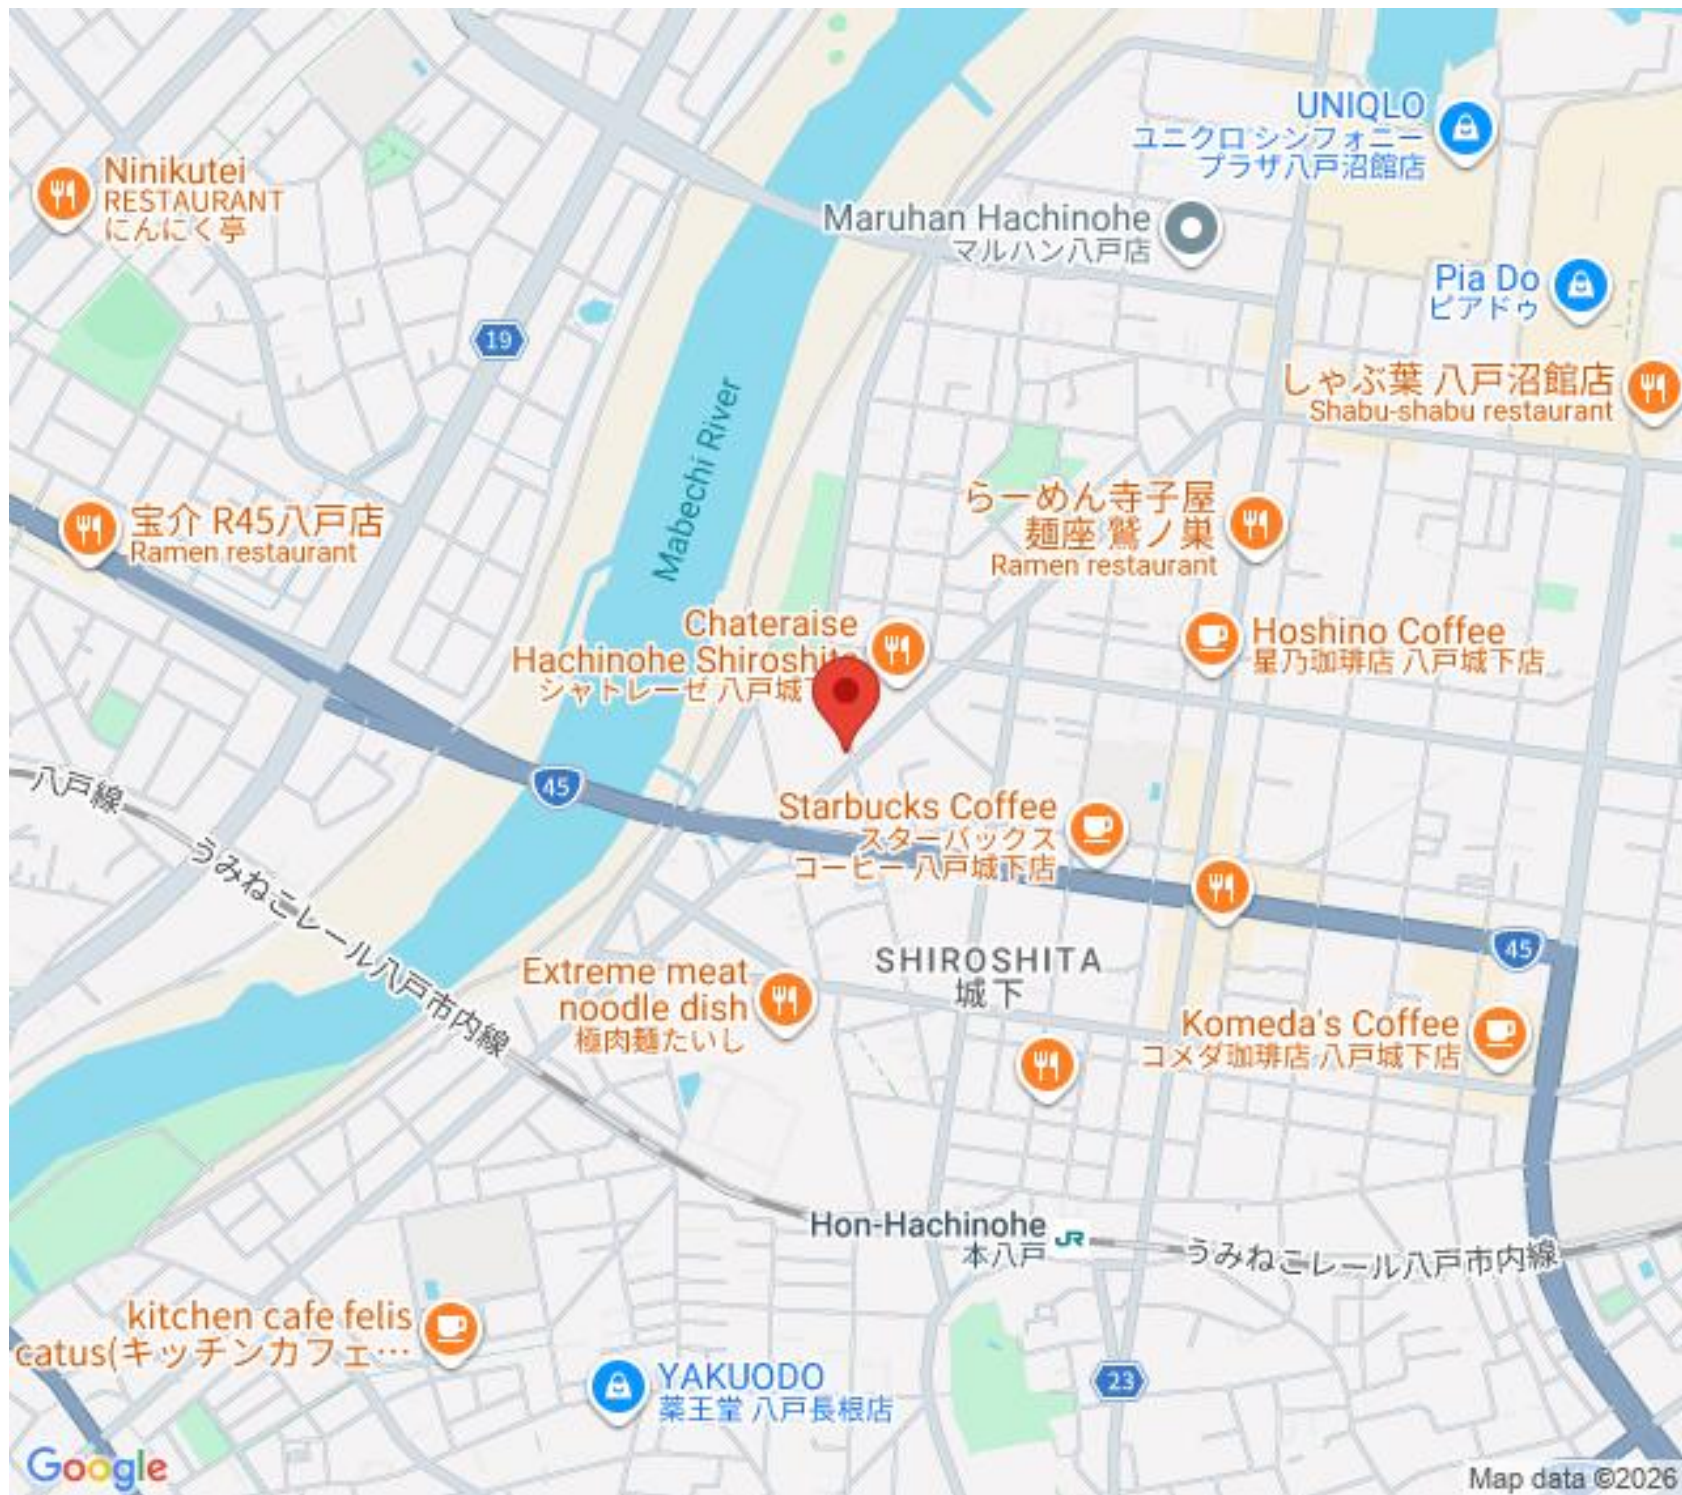 UNIQLO
ユニクロ シンフォニー
プラザ八戸沼館店
Ninikutei
RESTAURANT
にんにく亭
Maruhan Hachinohe
マルハン八戸店
Pia Do
ピアドゥ
19
しゃぶ葉 八戸沼館店
Shabu-shabu restaurant
Mabechi River
らーめん寺子屋
麺座 鷲ノ巣
Ramen restaurant
宝介 R45八戸店
Ramen restaurant
Chateraise
Hachinohe Shiroshita
シャトレーゼ 八戸城下
Hoshino Coffee
星乃珈琲店 八戸城下店
八戸線
45
Starbucks Coffee
スターバックス
コーヒー 八戸城下店
うみねこレール八戸市内線
45
SHIROSHITA
城下
Extreme meat
noodle dish
極肉麺たいし
Komeda's Coffee
コメダ珈琲店 八戸城下店
Hon-Hachinohe
本八戸
JR
うみねこレール八戸市内線
kitchen cafe felis
catus(キッチンカフェ…
YAKUODO
薬王堂 八戸長根店
23
Google
Map data ©2026